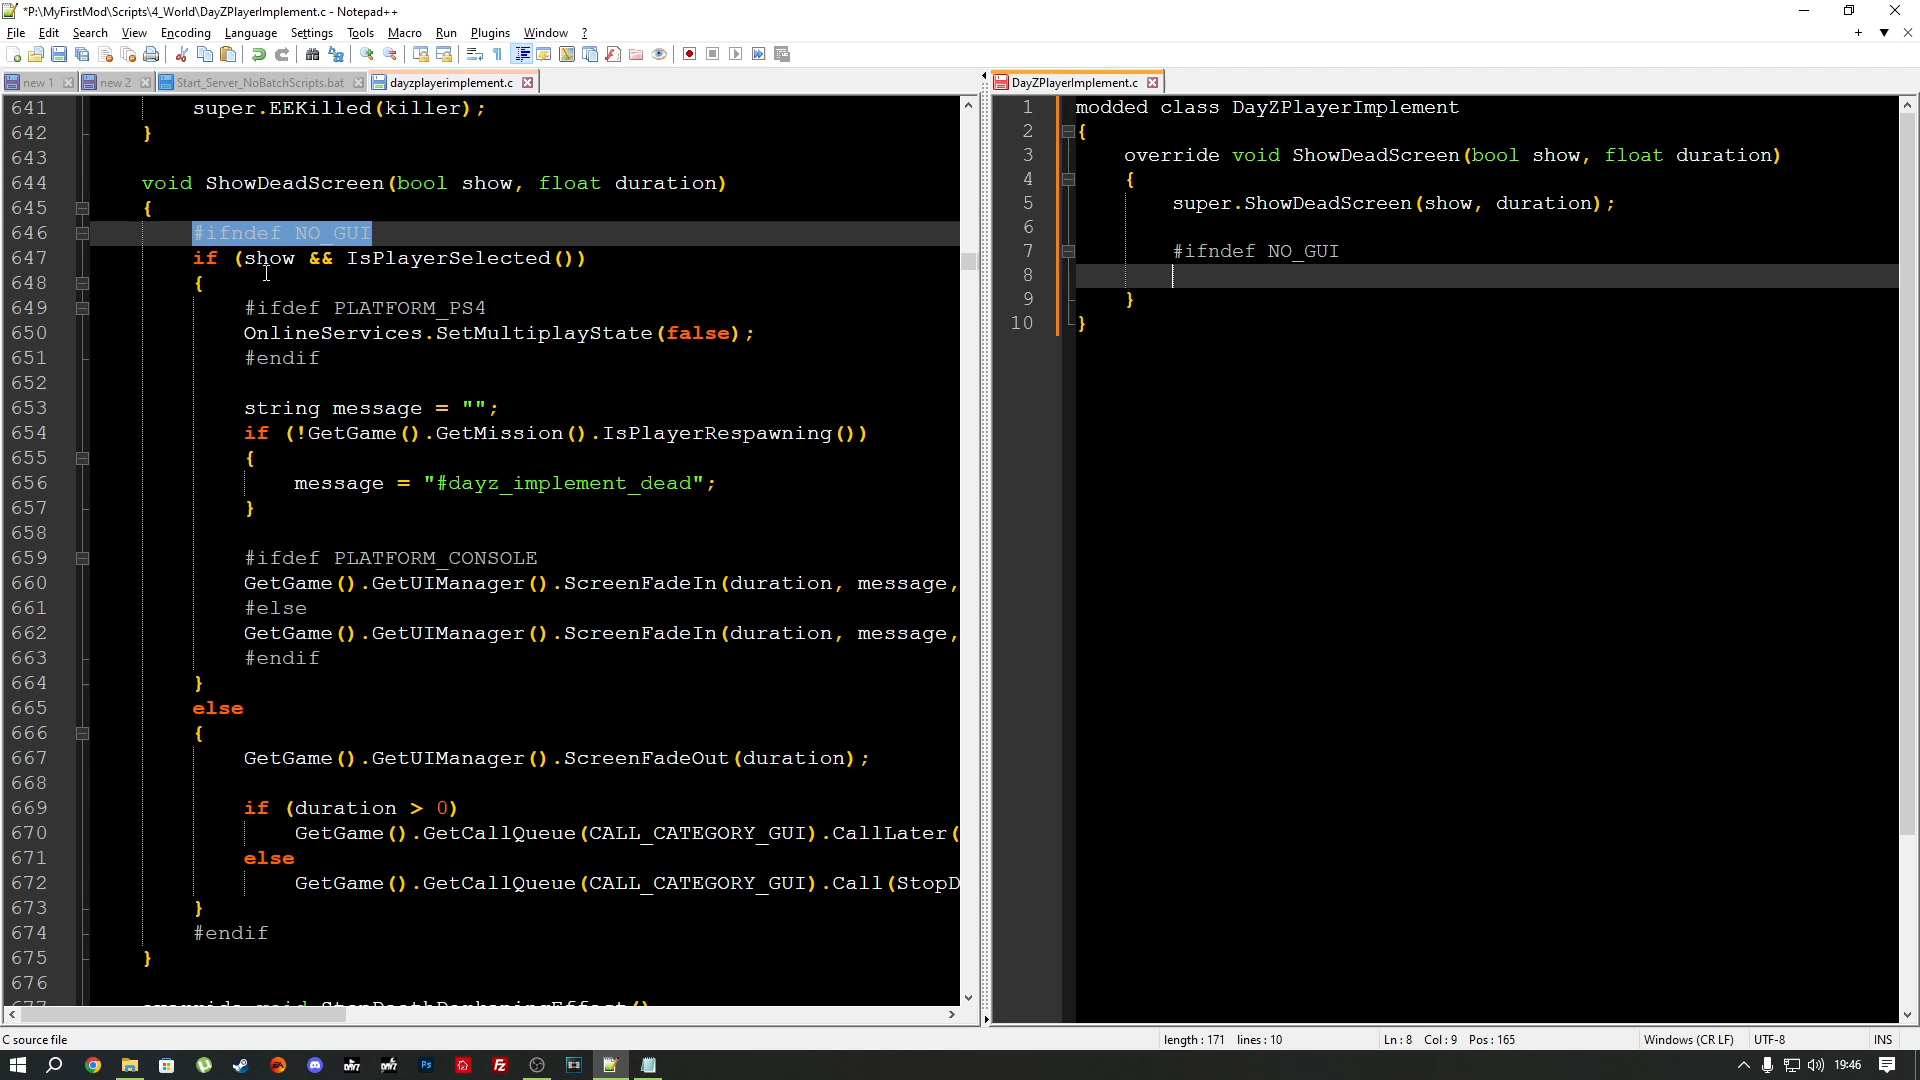 *P:\MyFirstMod\Scripts\4_World\DayZPlayerImplement.c - Notepad++
File Edit Search View Encoding Language Settings Tools Macro Run Plugins Window ?
new 1
new 2
Start_Server_NoBatchScripts.bat
dayzplayerimplement.c
641 super.EEKilled(killer);
642 }
643
644 void ShowDeadScreen(bool show, float duration)
645 {
646 #ifndef NO_GUI
647 if (show && IsPlayerSelected())
648 {
649 #ifdef PLATFORM_PS4
650 OnlineServices.SetMultiplayState(false);
651 #endif
652
653 string message = "";
654 if (!GetGame().GetMission().IsPlayerRespawning())
655 {
656 message = "#dayz_implement_dead";
657 }
658
659 #ifdef PLATFORM_CONSOLE
660 GetGame().GetUIManager().ScreenFadeIn(duration, message,
661 #else
662 GetGame().GetUIManager().ScreenFadeIn(duration, message,
663 #endif
664 }
665 else
666 {
667 GetGame().GetUIManager().ScreenFadeOut(duration);
668
669 if (duration > 0)
670 GetGame().GetCallQueue(CALL_CATEGORY_GUI).CallLater(
671 else
672 GetGame().GetCallQueue(CALL_CATEGORY_GUI).Call(StopD
673 }
674 #endif
675 }
676
DayZPlayerImplement.c
1 modded class DayZPlayerImplement
2 {
3 override void ShowDeadScreen(bool show, float duration)
4 {
5 super.ShowDeadScreen(show, duration);
6
7 #ifndef NO_GUI
8
9 }
10 }
C source file
length : 171 lines : 10
Ln : 8 Col : 9 Pos : 165
Windows (CR LF)
UTF-8
INS
19:46